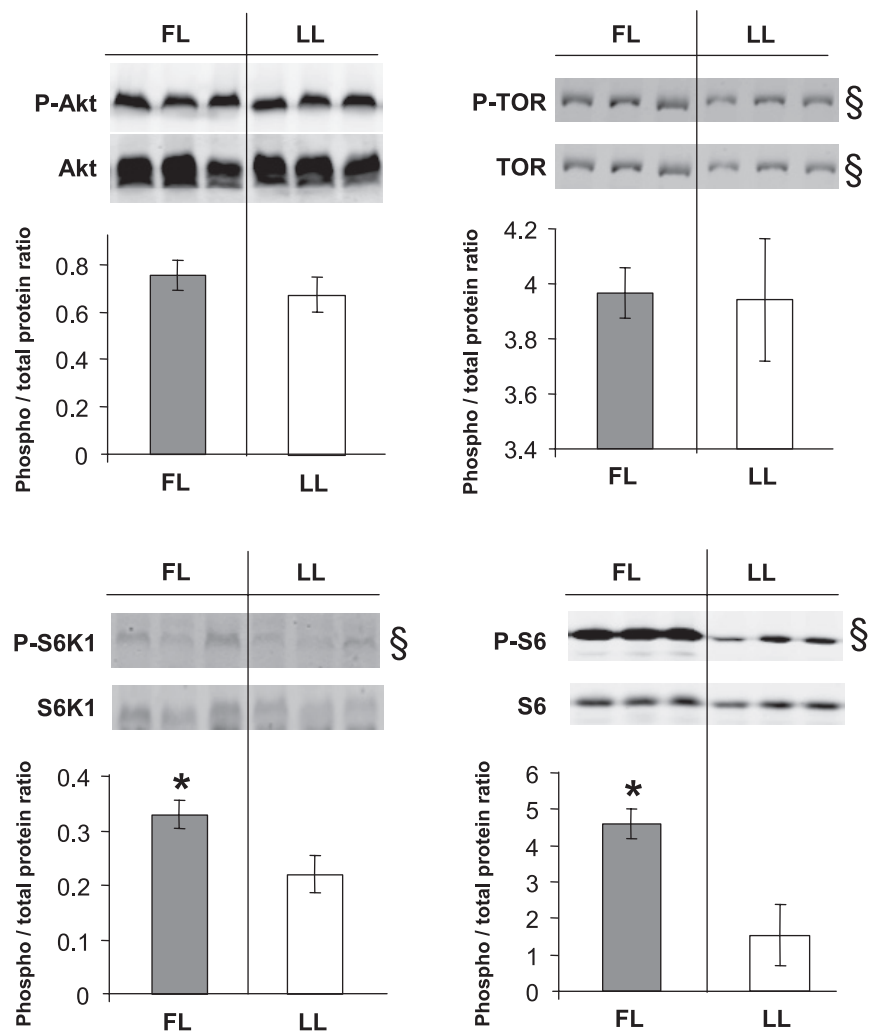 FL LL
P-Akt
Akt
Phospho / total protein ratio
0.8
0.6
0.4
0.2
0
FL LL
FL LL
P-TOR §
TOR §
Phospho / total protein ratio
4.2
4
3.8
3.6
3.4
FL LL
FL LL
P-S6K1 §
S6K1
Phospho / total protein ratio
0.4
0.3
0.2
0.1
0
*
FL LL
FL LL
P-S6 §
S6
Phospho / total protein ratio
6
5
4
3
2
1
0
*
FL LL